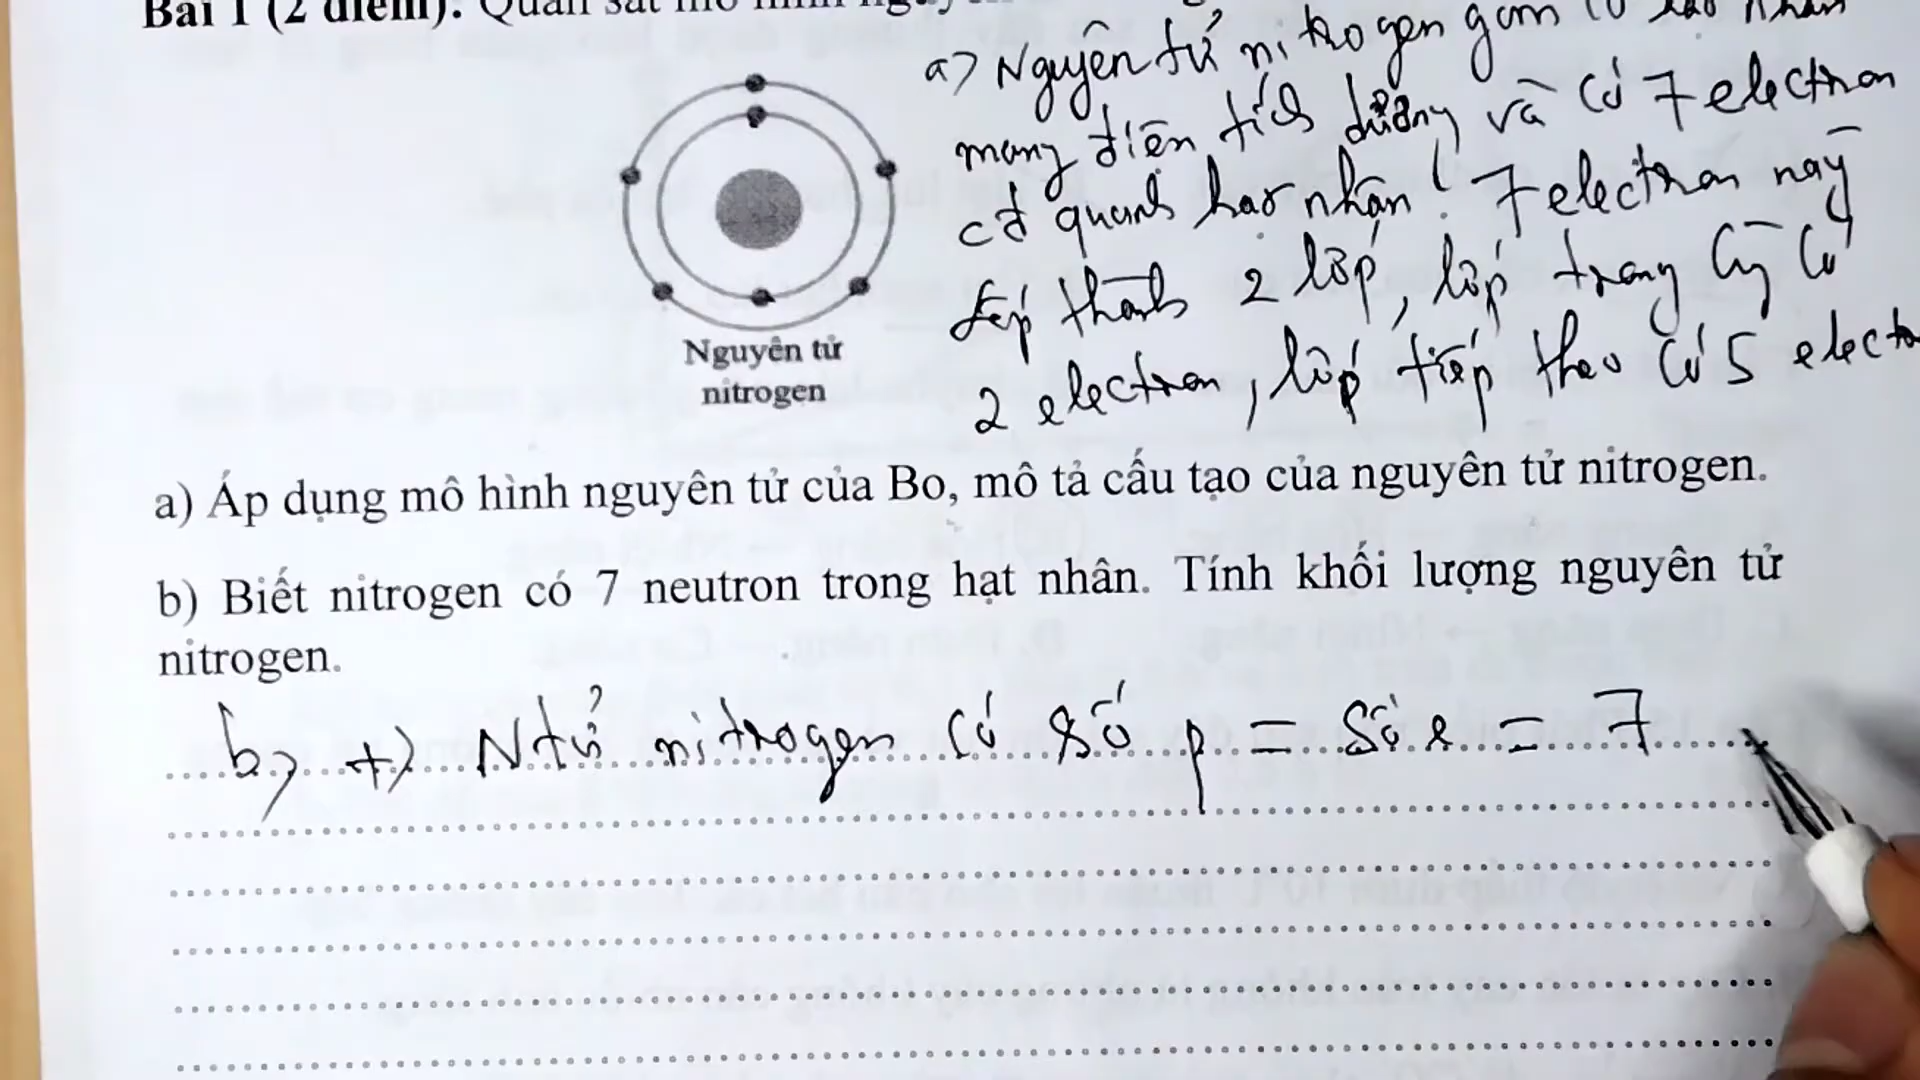 Bài 1 (2 điểm): Quan sát mô hình
a) Nguyên tử nitrogen gồm có hạt nhân
mang điện tích dương và có 7 electron
cđ quanh hạt nhân. 7 electron này
xếp thành 2 lớp, lớp trong cùng có
2 electron, lớp tiếp theo có 5 electro
Nguyên tử
nitrogen
a) Áp dụng mô hình nguyên tử của Bo, mô tả cấu tạo của nguyên tử nitrogen.
b) Biết nitrogen có 7 neutron trong hạt nhân. Tính khối lượng nguyên tử
nitrogen.
b) +) Ntử nitrogen có số p = số e = 7